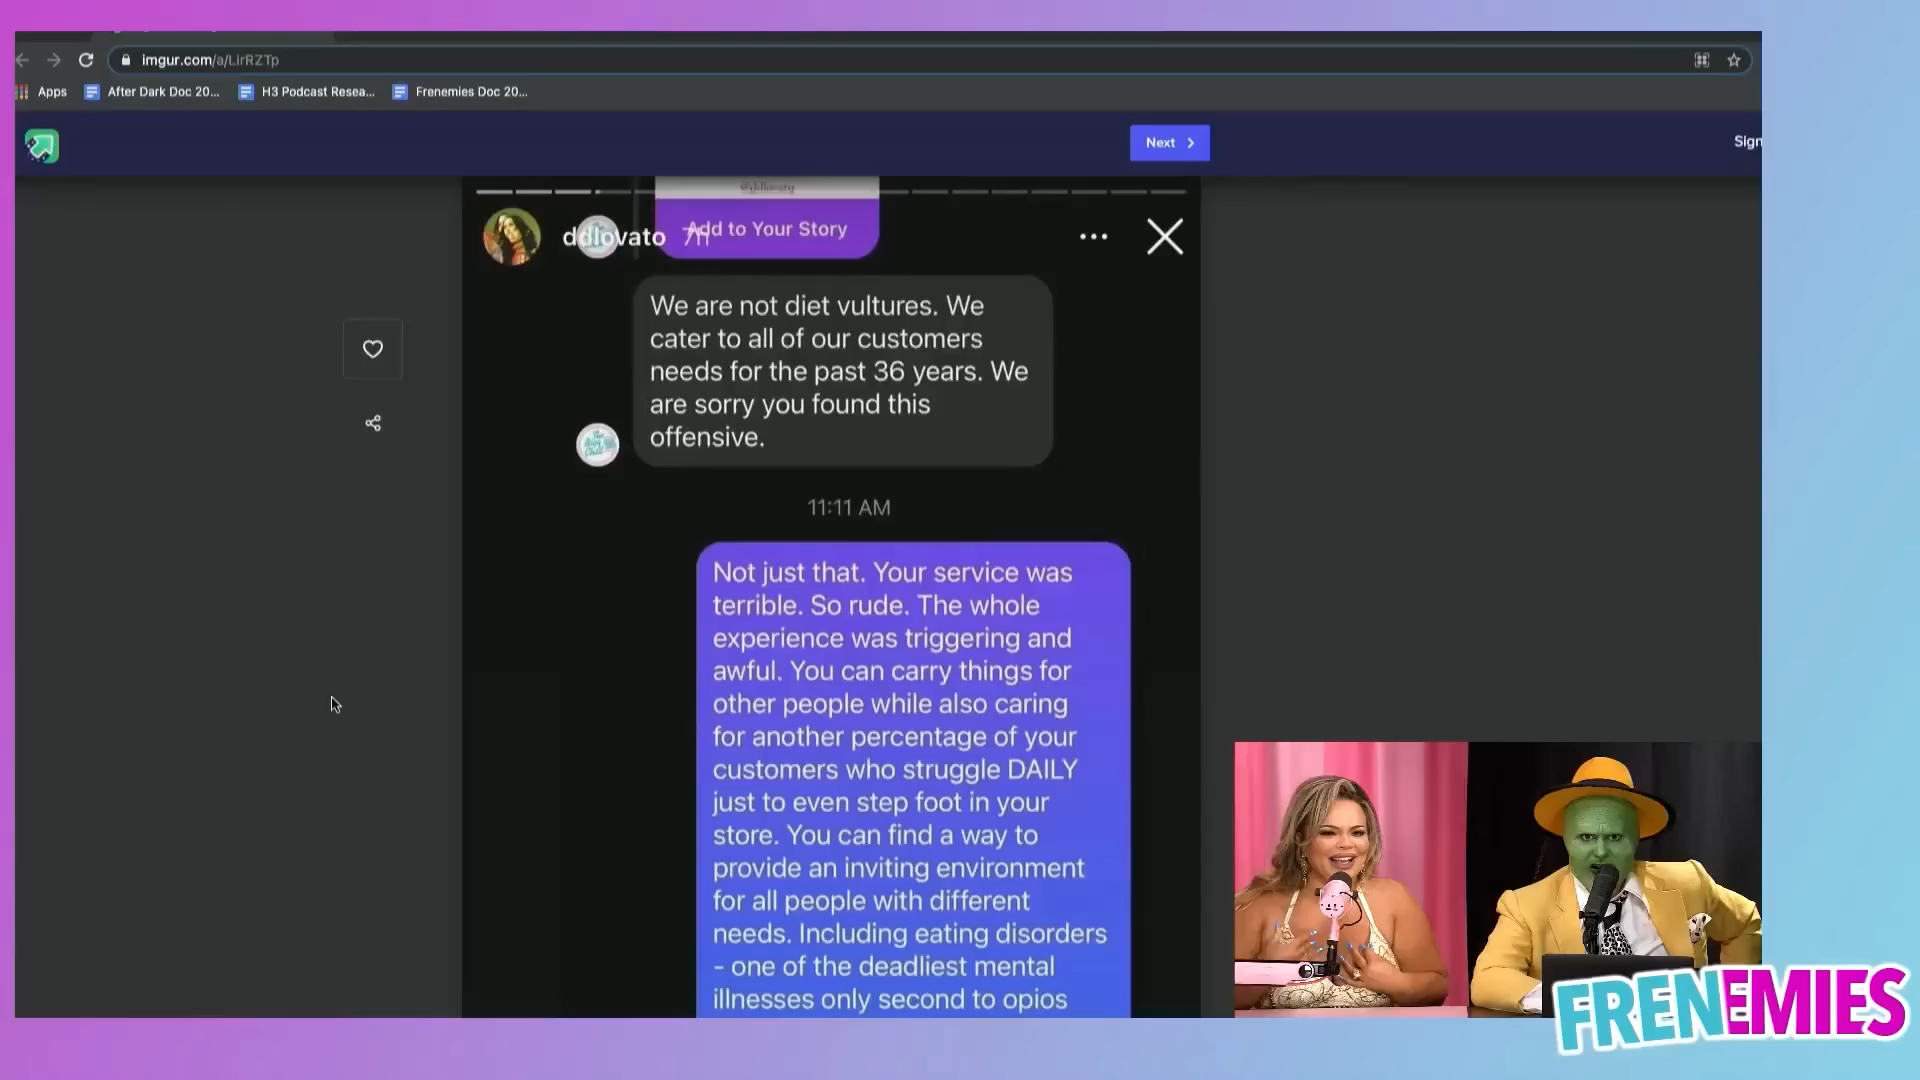 imgur.com/a/LirRZTp
Apps
After Dark Doc 20...
H3 Podcast Resea...
Frenemies Doc 20...
Next
Sign
@ddlovato
ddlovato 7h
Add to Your Story
We are not diet vultures. We
cater to all of our customers
needs for the past 36 years. We
are sorry you found this
offensive.
11:11 AM
Not just that. Your service was
terrible. So rude. The whole
experience was triggering and
awful. You can carry things for
other people while also caring
for another percentage of your
customers who struggle DAILY
just to even step foot in your
store. You can find a way to
provide an inviting environment
for all people with different
needs. Including eating disorders
- one of the deadliest mental
illnesses only second to opios
FRENEMIES